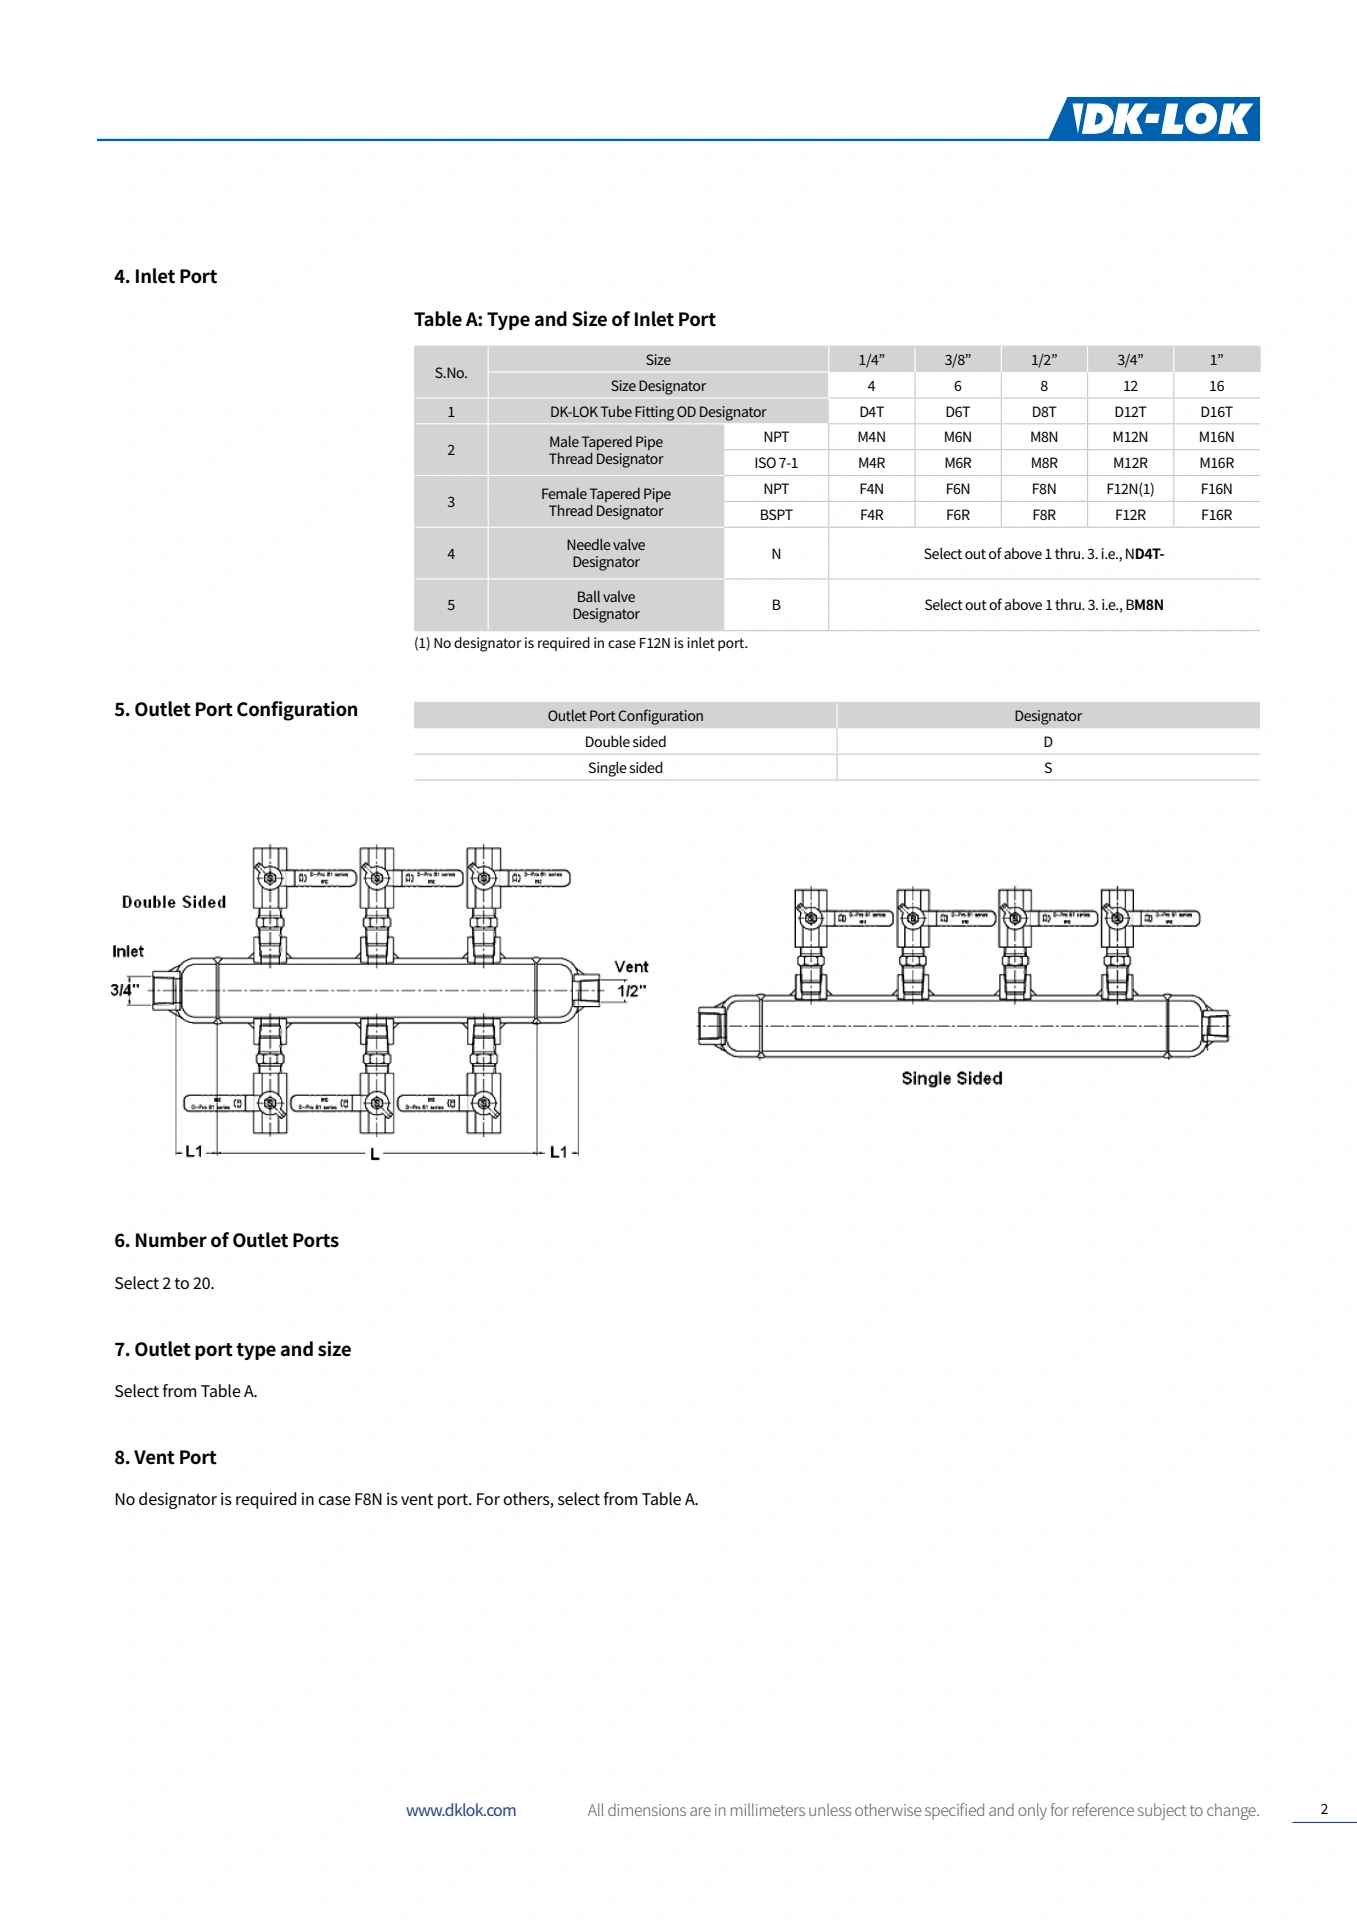 DK-LOK
4. Inlet Port
Table A: Type and Size of Inlet Port
S.No. Size 1/4” 3/8” 1/2” 3/4” 1”
Size Designator 4 6 8 12 16
1 DK-LOK Tube Fitting OD Designator D4T D6T D8T D12T D16T
2 Male Tapered Pipe Thread Designator NPT M4N M6N M8N M12N M16N
ISO 7-1 M4R M6R M8R M12R M16R
3 Female Tapered Pipe Thread Designator NPT F4N F6N F8N F12N(1) F16N
BSPT F4R F6R F8R F12R F16R
4 Needle valve Designator N Select out of above 1 thru. 3. i.e., ND4T-
5 Ball valve Designator B Select out of above 1 thru. 3. i.e., BM8N
(1) No designator is required in case F12N is inlet port.
5. Outlet Port Configuration
Outlet Port Configuration Designator
Double sided D
Single sided S
Double Sided
Inlet
3/4"
Vent
1/2"
L1 L L1
Single Sided
6. Number of Outlet Ports
Select 2 to 20.
7. Outlet port type and size
Select from Table A.
8. Vent Port
No designator is required in case F8N is vent port. For others, select from Table A.
www.dklok.com All dimensions are in millimeters unless otherwise specified and only for reference subject to change. 2